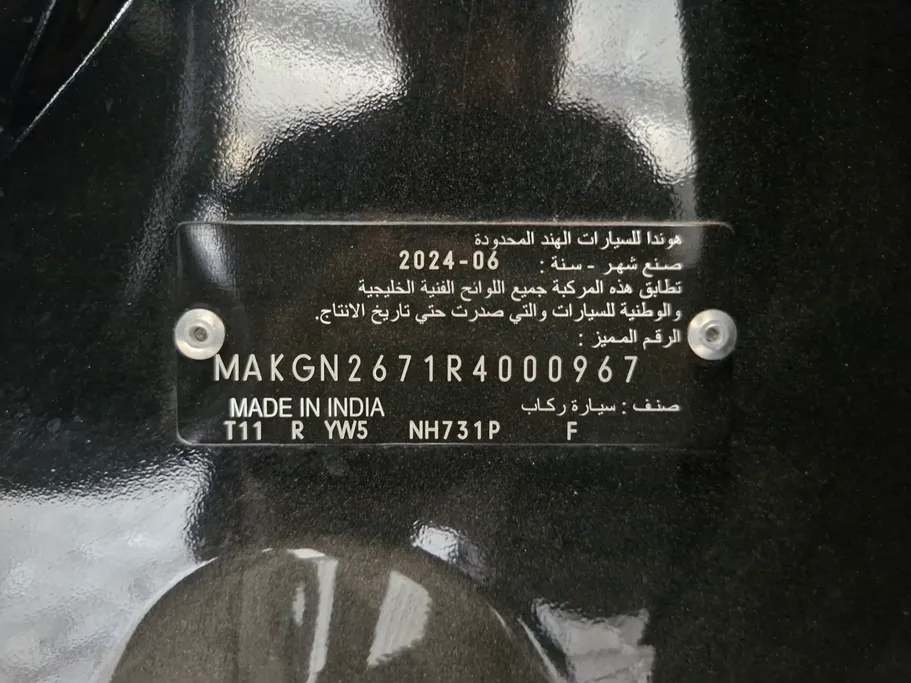 هوندا للسيارات الهند المحدودة
صنع شهر - سنة : 2024-06
تطابق هذه المركبة جميع اللوائح الفنية الخليجية
والوطنية للسيارات والتي صدرت حتي تاريخ الانتاج.
الرقم المميز :
MAKGN2671R4000967
صنف : سيارة ركاب MADE IN INDIA
T11 R YW5 NH731P F